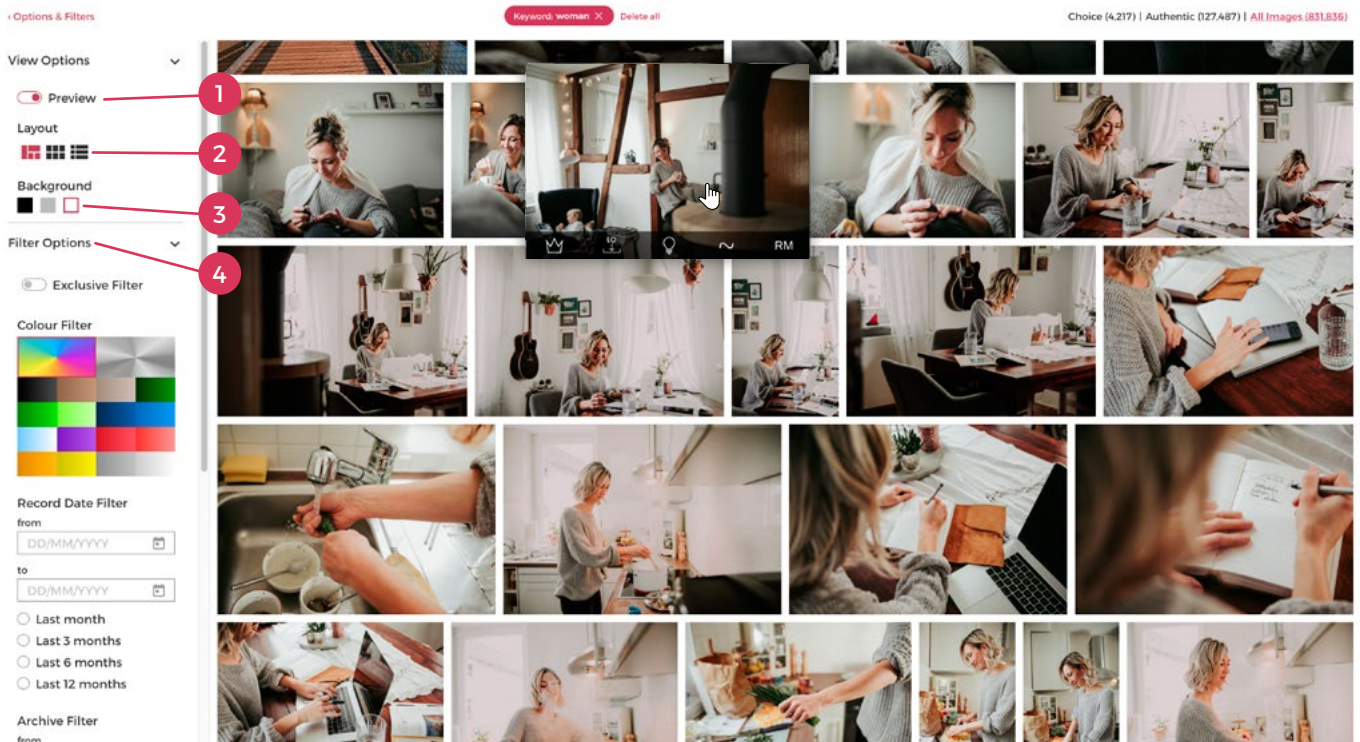 ‹ Options & Filters
Keyword: woman X
Delete all
Choice (4,217) | Authentic (127,487) | All Images (831,836)
View Options
Preview
1
Layout
2
Background
3
Filter Options
4
Exclusive Filter
Colour Filter
Record Date Filter
from
DD/MM/YYYY
to
DD/MM/YYYY
Last month
Last 3 months
Last 6 months
Last 12 months
Archive Filter
from
LO
RM